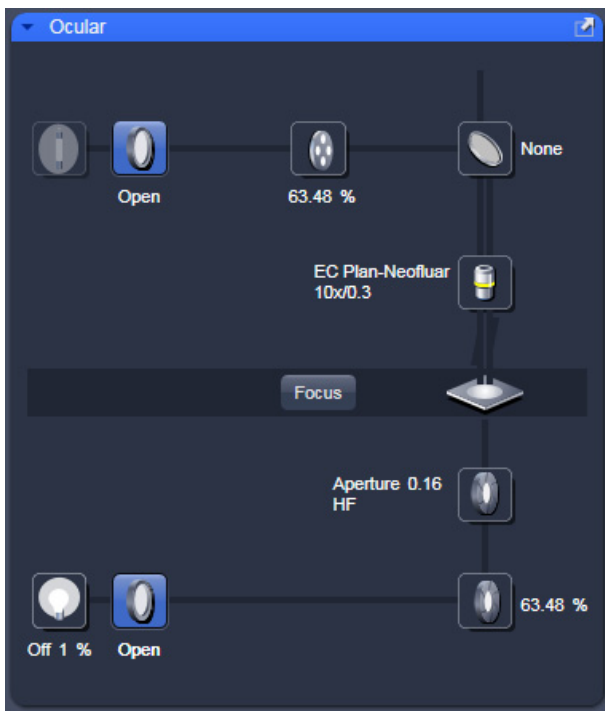 Ocular
None
Open
63.48 %
EC Plan-Neofluar
10x/0.3
Focus
Aperture 0.16
HF
63.48 %
Off 1 %
Open